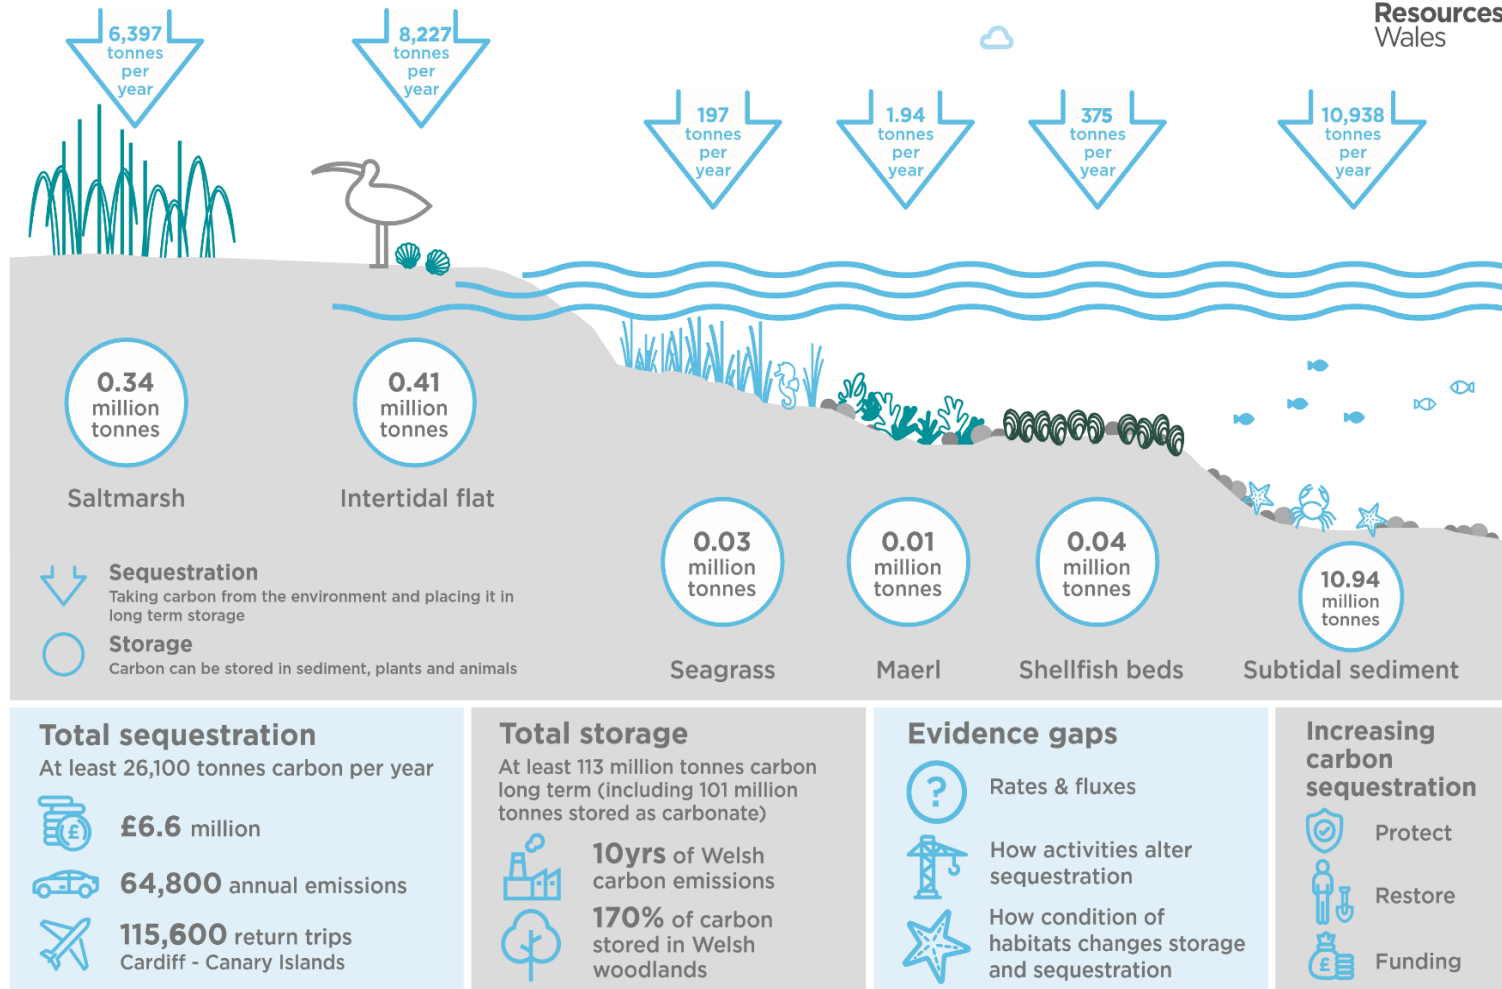 Resources
Wales
6,397
tonnes
per
year
8,227
tonnes
per
year
197
tonnes
per
year
1.94
tonnes
per
year
375
tonnes
per
year
10,938
tonnes
per
year
0.34
million
tonnes
Saltmarsh
0.41
million
tonnes
Intertidal flat
0.03
million
tonnes
Seagrass
0.01
million
tonnes
Maerl
0.04
million
tonnes
Shellfish beds
10.94
million
tonnes
Subtidal sediment
Sequestration
Taking carbon from the environment and placing it in
long term storage
Storage
Carbon can be stored in sediment, plants and animals
Total sequestration
At least 26,100 tonnes carbon per year
£
£6.6 million
64,800 annual emissions
115,600 return trips
Cardiff - Canary Islands
Total storage
At least 113 million tonnes carbon
long term (including 101 million
tonnes stored as carbonate)
10yrs of Welsh
carbon emissions
170% of carbon
stored in Welsh
woodlands
Evidence gaps
?
Rates & fluxes
How activities alter
sequestration
How condition of
habitats changes storage
and sequestration
Increasing
carbon
sequestration
Protect
Restore
£
Funding